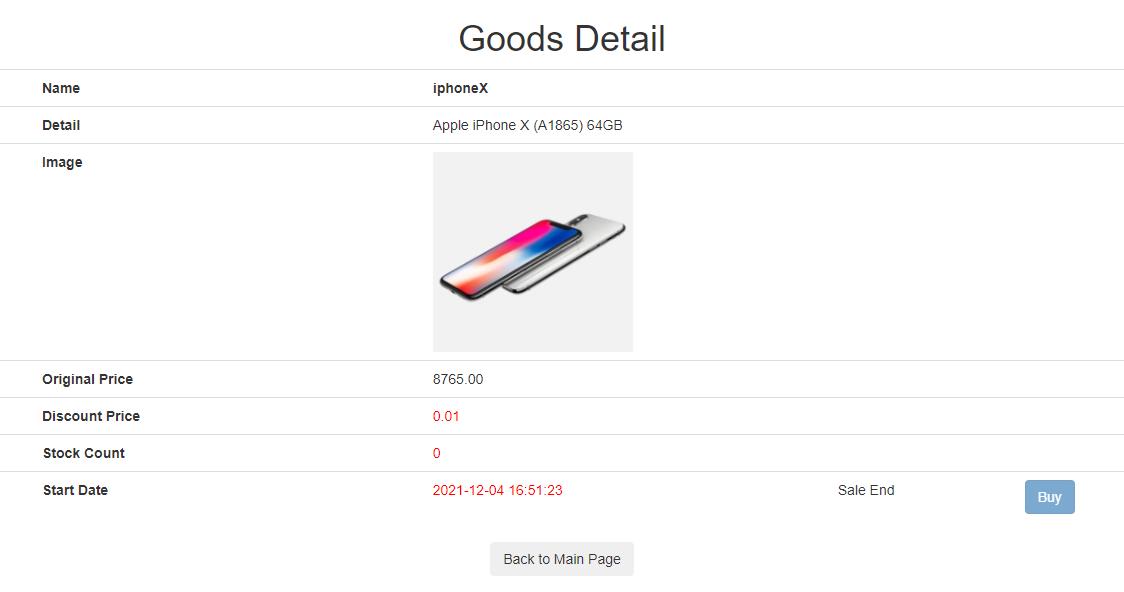 Goods Detail
Name iphoneX
Detail Apple iPhone X (A1865) 64GB
Image
Original Price 8765.00
Discount Price 0.01
Stock Count 0
Start Date 2021-12-04 16:51:23 Sale End Buy
Back to Main Page